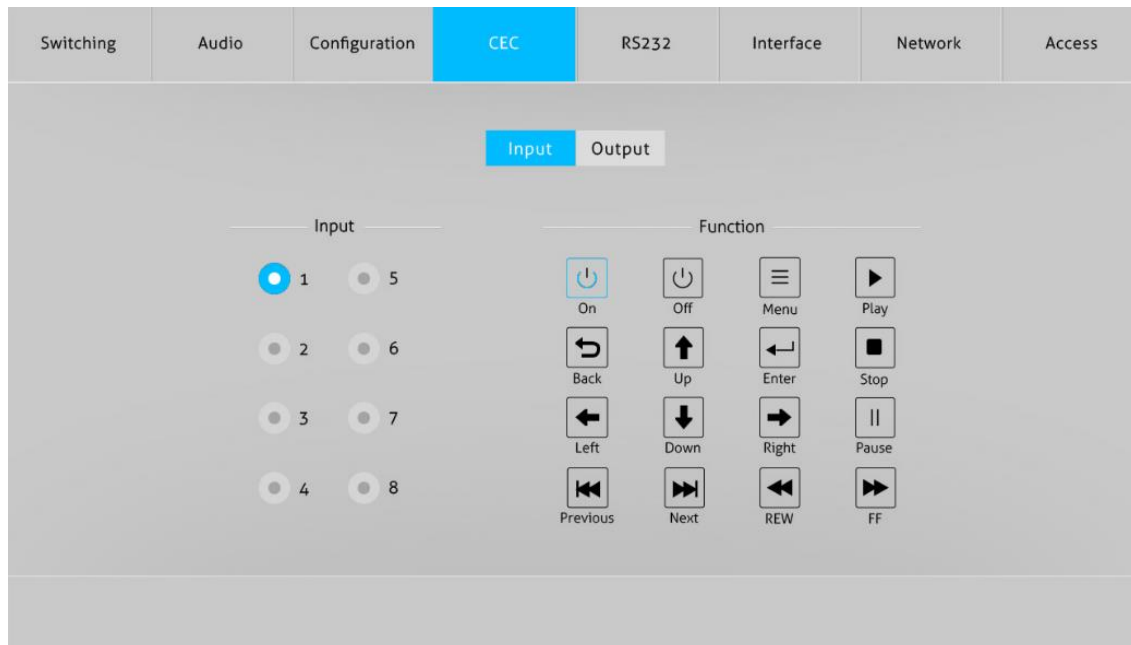 Switching Audio Configuration CEC RS232 Interface Network Access
Input Output
Input Function
1 5 On Off Menu Play
2 6 Back Up Enter Stop
3 7 Left Down Right Pause
4 8 Previous Next REW FF